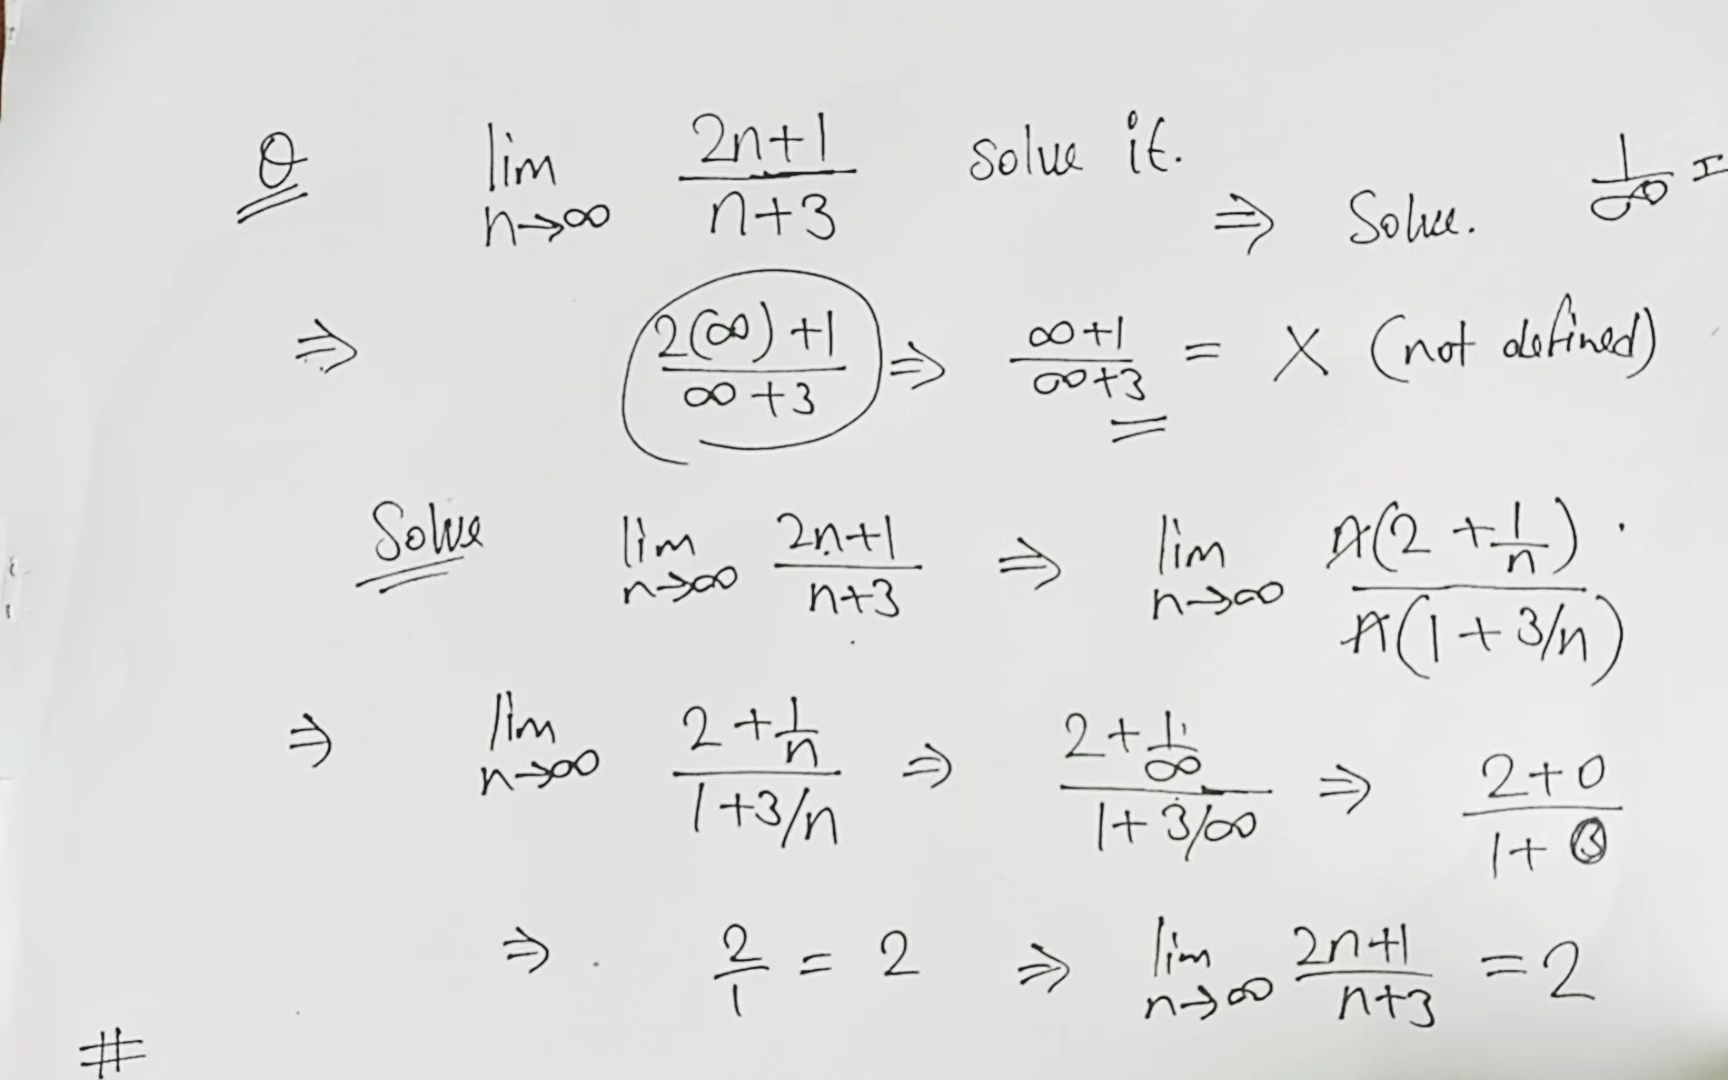 Q lim n→∞ (2n+1)/(n+3) solve it.
⇒ Solve. 1/∞ =
⇒ (2(∞)+1)/(∞+3) ⇒ (∞+1)/(∞+3) = X (not defined)
Solve lim n→∞ (2n+1)/(n+3) ⇒ lim n→∞ n(2+1/n)/n(1+3/n)
⇒ lim n→∞ (2+1/n)/(1+3/n) ⇒ (2+1/∞)/(1+3/∞) ⇒ (2+0)/(1+0)
⇒ 2/1 = 2 ⇒ lim n→∞ (2n+1)/(n+3) = 2
#